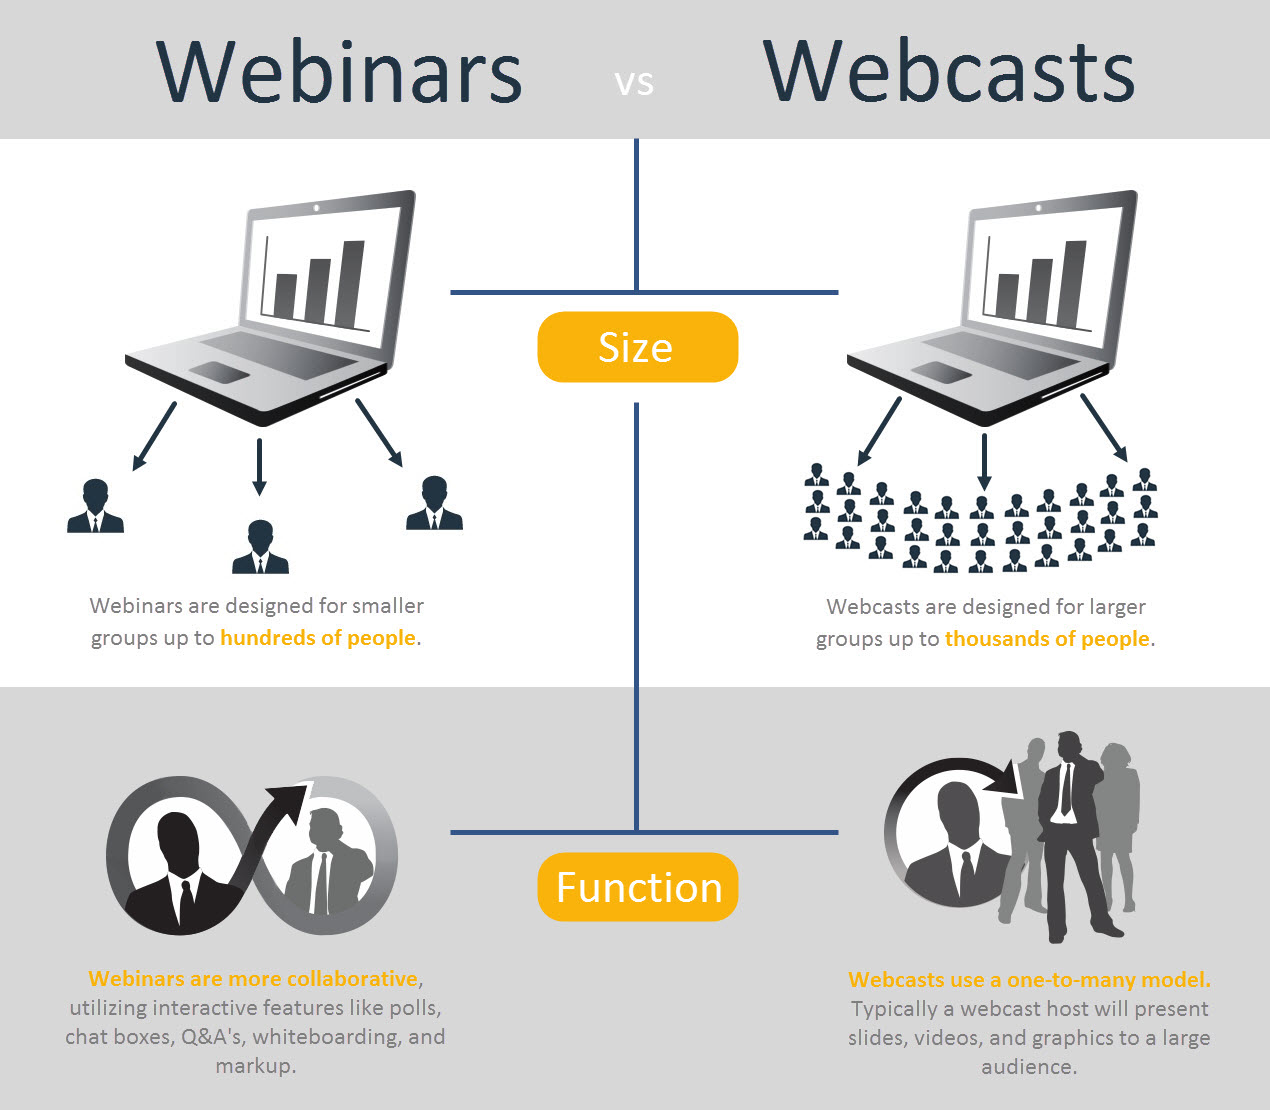 Webinars vs Webcasts
Size
Webinars are designed for smaller
groups up to hundreds of people.
Webcasts are designed for larger
groups up to thousands of people.
Function
Webinars are more collaborative,
utilizing interactive features like polls,
chat boxes, Q&A's, whiteboarding, and
markup.
Webcasts use a one-to-many model.
Typically a webcast host will present
slides, videos, and graphics to a large
audience.